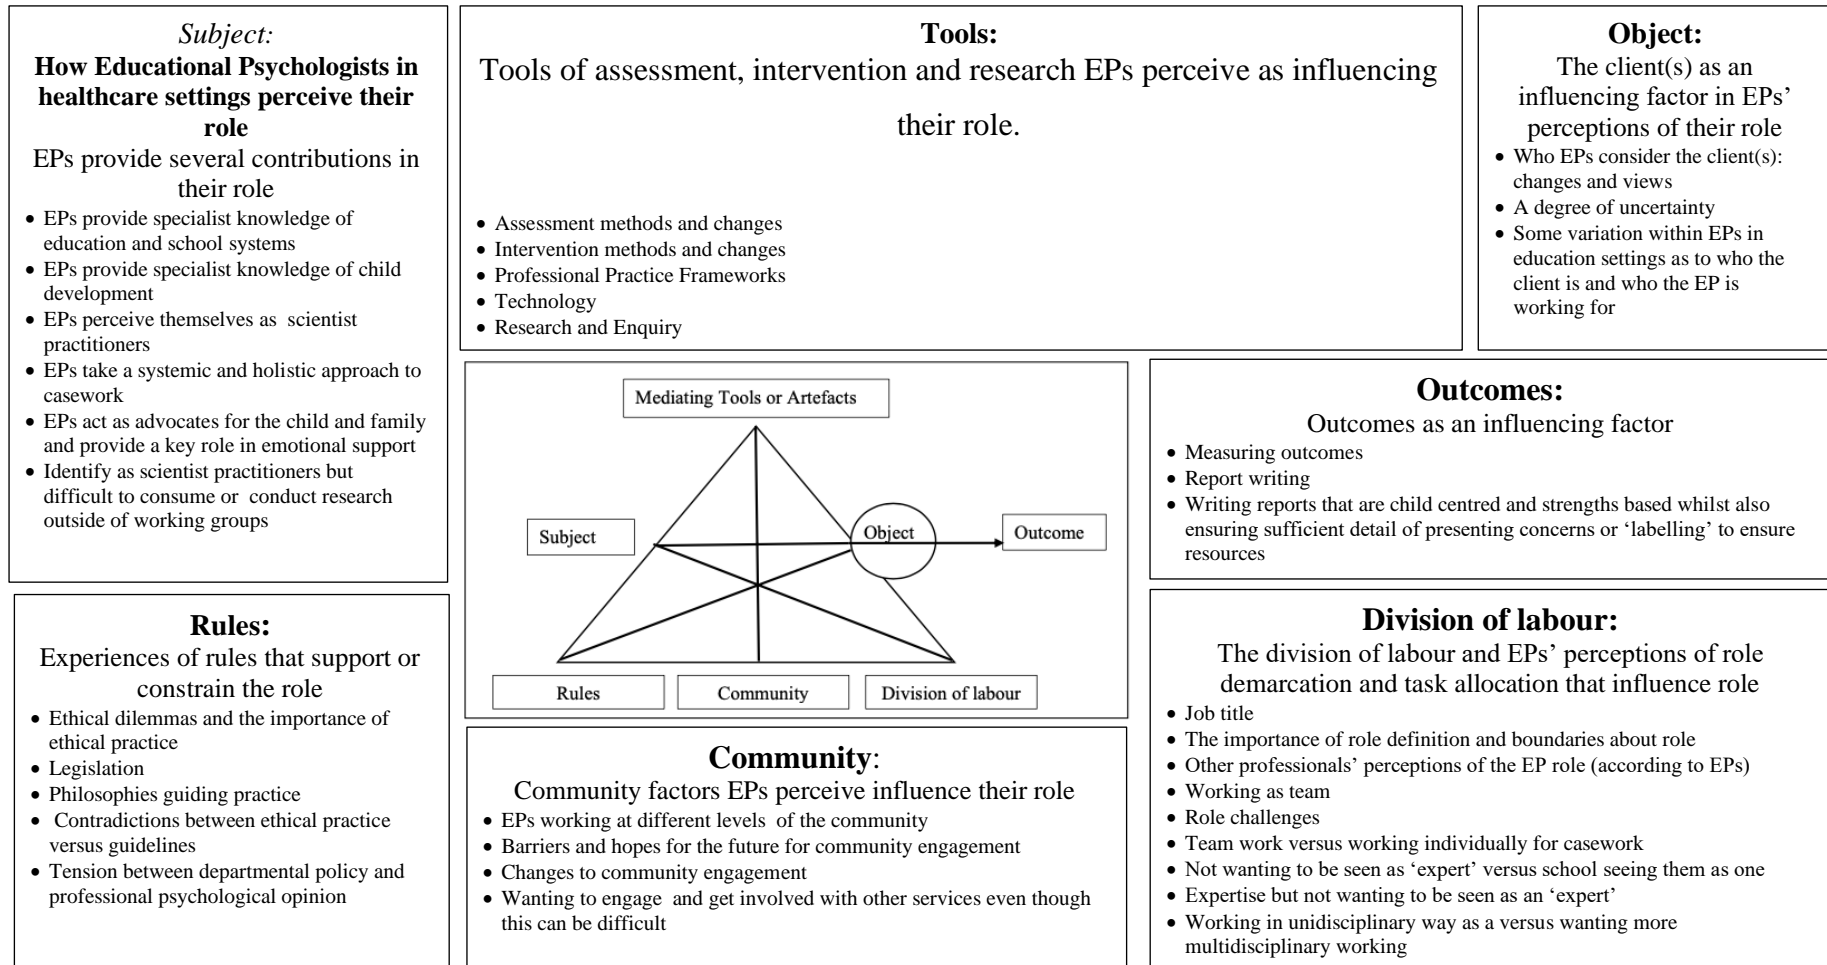 Subject:
How Educational Psychologists in
healthcare settings perceive their
role
EPs provide several contributions in
their role
• EPs provide specialist knowledge of
education and school systems
• EPs provide specialist knowledge of child
development
• EPs perceive themselves as scientist
practitioners
• EPs take a systemic and holistic approach to
casework
• EPs act as advocates for the child and family
and provide a key role in emotional support
• Identify as scientist practitioners but
difficult to consume or conduct research
outside of working groups
Tools:
Tools of assessment, intervention and research EPs perceive as influencing
their role.
• Assessment methods and changes
• Intervention methods and changes
• Professional Practice Frameworks
• Technology
• Research and Enquiry
Object:
The client(s) as an
influencing factor in EPs’
perceptions of their role
• Who EPs consider the client(s):
changes and views
• A degree of uncertainty
• Some variation within EPs in
education settings as to who the
client is and who the EP is
working for
Mediating Tools or Artefacts
Subject
Object
Outcome
Rules
Community
Division of labour
Outcomes:
Outcomes as an influencing factor
• Measuring outcomes
• Report writing
• Writing reports that are child centred and strengths based whilst also
ensuring sufficient detail of presenting concerns or ‘labelling’ to ensure
resources
Rules:
Experiences of rules that support or
constrain the role
• Ethical dilemmas and the importance of
ethical practice
• Legislation
• Philosophies guiding practice
• Contradictions between ethical practice
versus guidelines
• Tension between departmental policy and
professional psychological opinion
Community:
Community factors EPs perceive influence their role
• EPs working at different levels of the community
• Barriers and hopes for the future for community engagement
• Changes to community engagement
• Wanting to engage and get involved with other services even though
this can be difficult
Division of labour:
The division of labour and EPs’ perceptions of role
demarcation and task allocation that influence role
• Job title
• The importance of role definition and boundaries about role
• Other professionals’ perceptions of the EP role (according to EPs)
• Working as team
• Role challenges
• Team work versus working individually for casework
• Not wanting to be seen as ‘expert’ versus school seeing them as one
• Expertise but not wanting to be seen as an ‘expert’
• Working in unidisciplinary way as a versus wanting more
multidisciplinary working